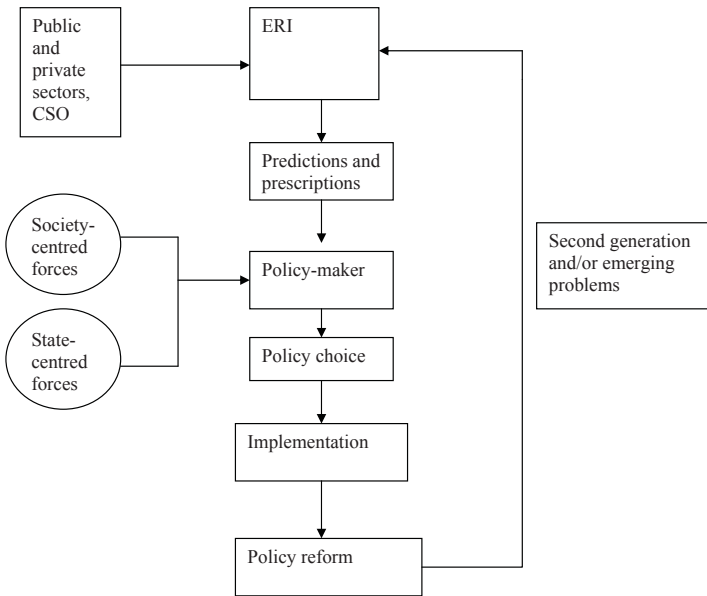 Public
and
private
sectors,
CSO
ERI
Predictions and
prescriptions
Society-
centred
forces
Policy-maker
Second generation
and/or emerging
problems
State-
centred
forces
Policy choice
Implementation
Policy reform